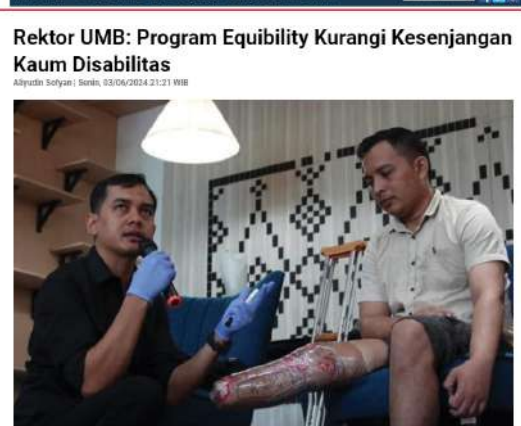 Rektor UMB: Program Equibility Kurangi Kesenjangan
Kaum Disabilitas
Aliyudin Sofyan | Senin, 03/06/2024 21:21 WIB